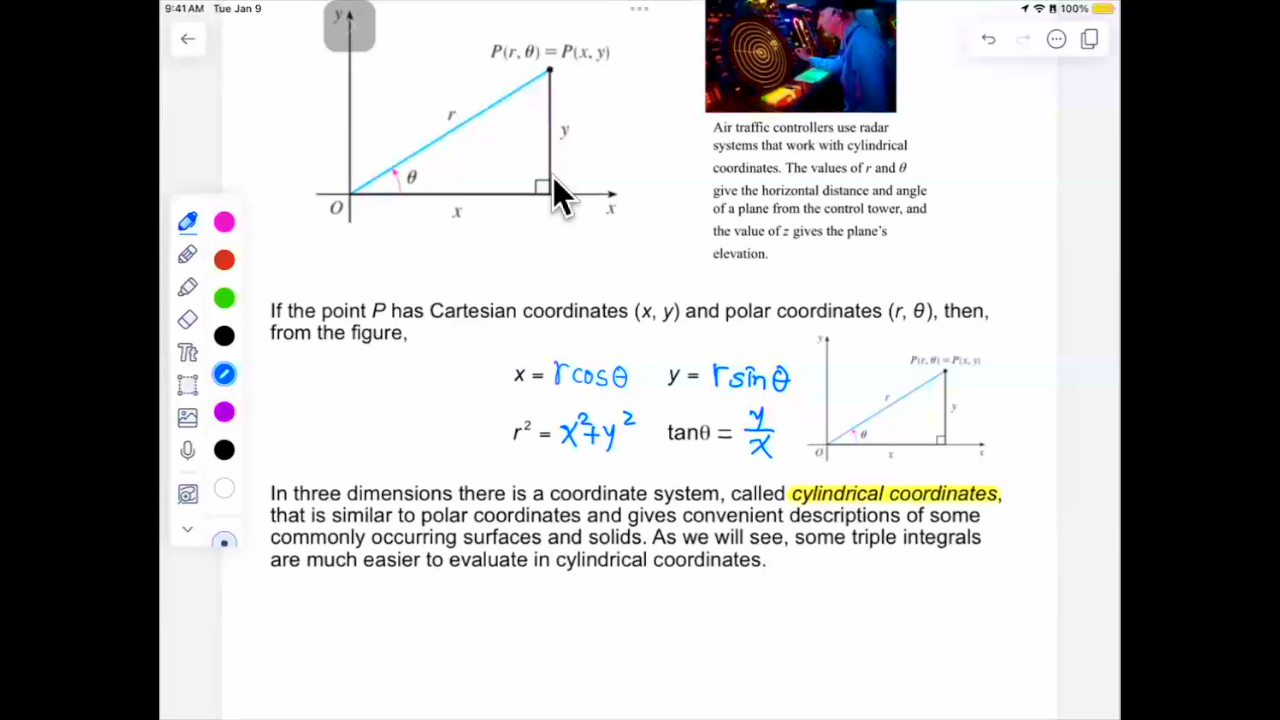 9:41 AM Tue Jan 9
100%
y
P(r, θ) = P(x, y)
r
y
θ
O
x
x
Air traffic controllers use radar
systems that work with cylindrical
coordinates. The values of r and θ
give the horizontal distance and angle
of a plane from the control tower, and
the value of z gives the plane's
elevation.
Tt
If the point P has Cartesian coordinates (x, y) and polar coordinates (r, θ), then,
from the figure,
x = rcosθ y = rsinθ
r² = x²+y² tanθ = y/x
y
P(r, θ) = P(x, y)
r
y
θ
O
x
x
In three dimensions there is a coordinate system, called cylindrical coordinates,
that is similar to polar coordinates and gives convenient descriptions of some
commonly occurring surfaces and solids. As we will see, some triple integrals
are much easier to evaluate in cylindrical coordinates.